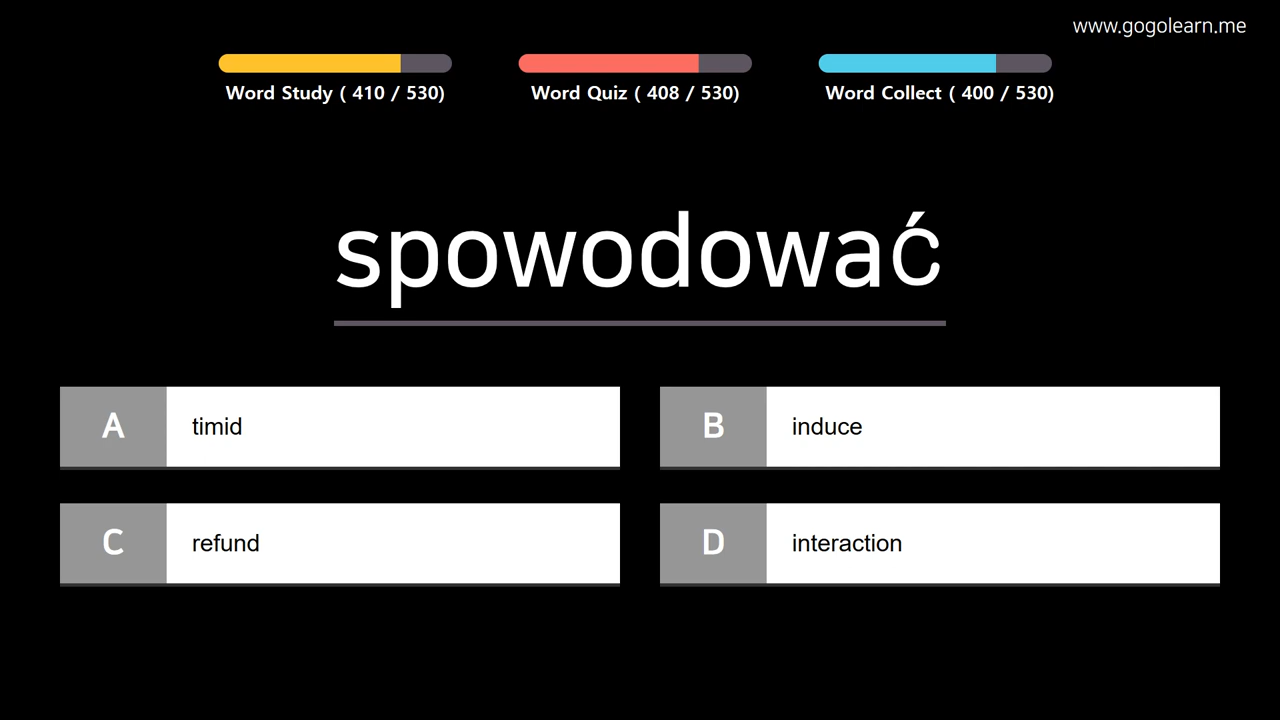 www.gogolearn.me
Word Study ( 410 / 530) Word Quiz ( 408 / 530) Word Collect ( 400 / 530)
spowodować
A timid
B induce
C refund
D interaction